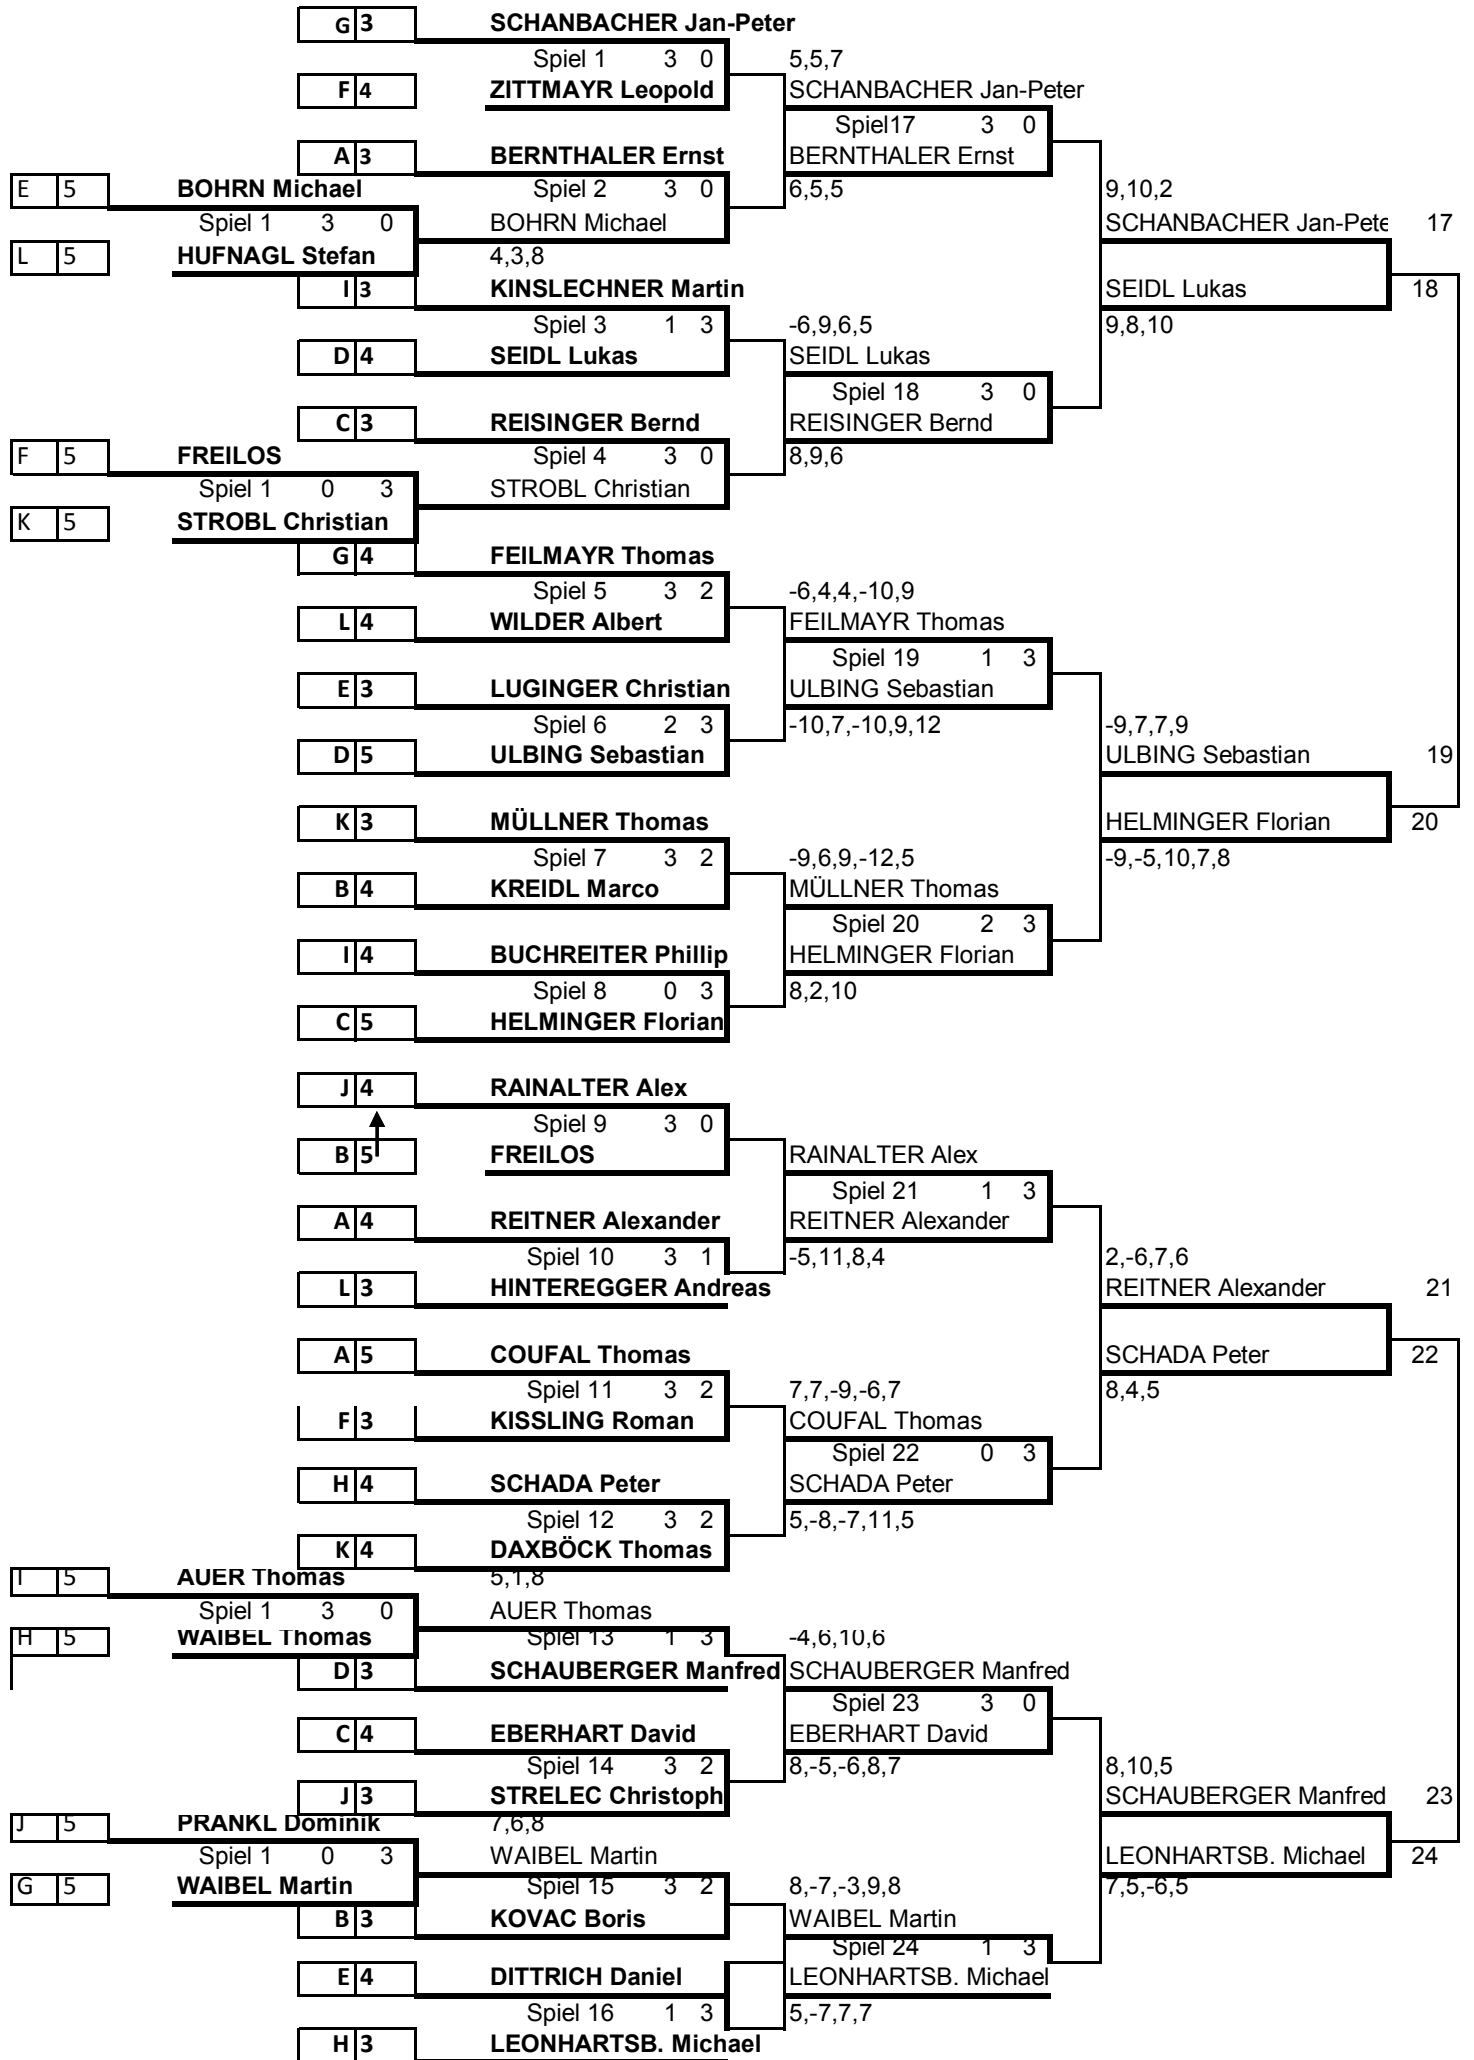 G 3 SCHANBACHER Jan-Peter
Spiel 1 3 0 5,5,7
F 4 ZITTMAYR Leopold SCHANBACHER Jan-Peter
Spiel17 3 0
A 3 BERNTHALER Ernst BERNTHALER Ernst
E 5 BOHRN Michael Spiel 2 3 0 6,5,5 9,10,2
Spiel 1 3 0 BOHRN Michael SCHANBACHER Jan-Pete 17
L 5 HUFNAGL Stefan 4,3,8
I 3 KINSLECHNER Martin SEIDL Lukas 18
Spiel 3 1 3 -6,9,6,5 9,8,10
D 4 SEIDL Lukas SEIDL Lukas
Spiel 18 3 0
C 3 REISINGER Bernd REISINGER Bernd
F 5 FREILOS Spiel 4 3 0 8,9,6
Spiel 1 0 3 STROBL Christian
K 5 STROBL Christian
G 4 FEILMAYR Thomas
Spiel 5 3 2 -6,4,4,-10,9
L 4 WILDER Albert FEILMAYR Thomas
Spiel 19 1 3
E 3 LUGINGER Christian ULBING Sebastian
Spiel 6 2 3 -10,7,-10,9,12 -9,7,7,9
D 5 ULBING Sebastian ULBING Sebastian 19
K 3 MÜLLNER Thomas HELMINGER Florian 20
Spiel 7 3 2 -9,6,9,-12,5 -9,-5,10,7,8
B 4 KREIDL Marco MÜLLNER Thomas
Spiel 20 2 3
I 4 BUCHREITER Phillip HELMINGER Florian
Spiel 8 0 3 8,2,10
C 5 HELMINGER Florian
J 4 RAINALTER Alex
Spiel 9 3 0
B 5 FREILOS RAINALTER Alex
Spiel 21 1 3
A 4 REITNER Alexander REITNER Alexander
Spiel 10 3 1 -5,11,8,4 2,-6,7,6
L 3 HINTEREGGER Andreas REITNER Alexander 21
A 5 COUFAL Thomas SCHADA Peter 22
Spiel 11 3 2 7,7,-9,-6,7 8,4,5
F 3 KISSLING Roman COUFAL Thomas
Spiel 22 0 3
H 4 SCHADA Peter SCHADA Peter
Spiel 12 3 2 5,-8,-7,11,5
K 4 DAXBÖCK Thomas
I 5 AUER Thomas 5,1,8
Spiel 1 3 0 AUER Thomas
H 5 WAIBEL Thomas Spiel 13 1 3 -4,6,10,6
D 3 SCHAUBERGER Manfred SCHAUBERGER Manfred
Spiel 23 3 0
C 4 EBERHART David EBERHART David
Spiel 14 3 2 8,-5,-6,8,7 8,10,5
J 3 STRELEC Christoph SCHAUBERGER Manfred 23
J 5 PRANKL Dominik 7,6,8
Spiel 1 0 3 WAIBEL Martin LEONHARTSB. Michael 24
G 5 WAIBEL Martin Spiel 15 3 2 8,-7,-3,9,8 7,5,-6,5
B 3 KOVAC Boris WAIBEL Martin
Spiel 24 1 3
E 4 DITTRICH Daniel LEONHARTSB. Michael
Spiel 16 1 3 5,-7,7,7
H 3 LEONHARTSB. Michael